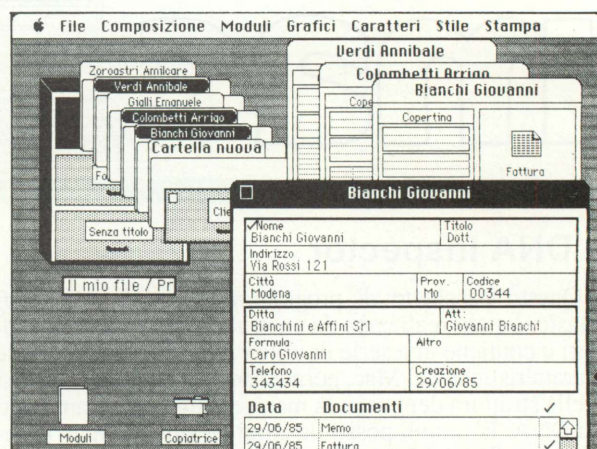 File Composizione Moduli Grafici Caratteri Stile Stampa
Verdi Annibale
Colombetti Arrigo
Bianchi Giovanni
Copertina
Fattura
Zoroastri Amilcare
Verdi Annibale
Gialli Emanuele
Colombetti Arrigo
Bianchi Giovanni
Cartella nuova
Senza titolo
Il mio file / Pr
Moduli
Copiatrice
Bianchi Giovanni
Nome
Titolo
Bianchi Giovanni
Dott.
Indirizzo
Via Rossi 121
Città
Prov.
Codice
Modena
Mo
00344
Ditta
Att:
Bianchini e Affini Srl
Giovanni Bianchi
Formula
Altro
Caro Giovanni
Telefono
Creazione
343434
29/06/85
Data Documenti ✓
29/06/85 Memo
29/06/85 Fattura ✓